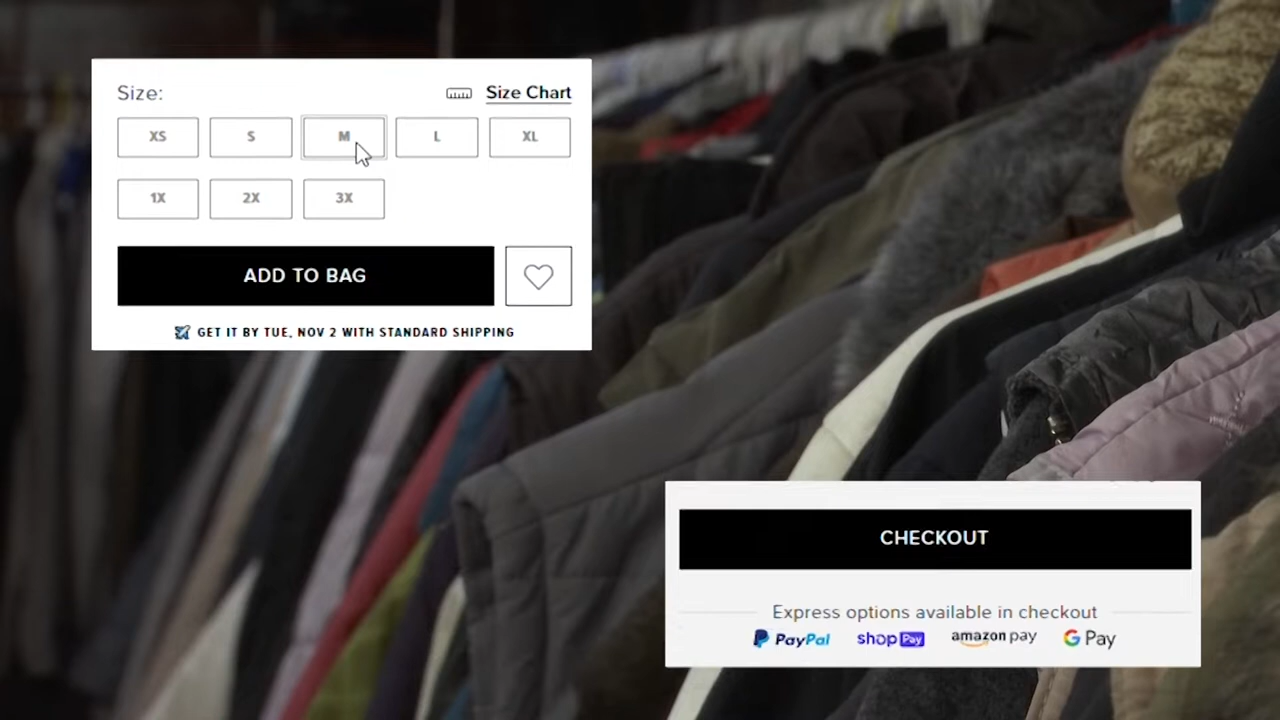 Size:
Size Chart
XS S M L XL
1X 2X 3X
ADD TO BAG
GET IT BY TUE, NOV 2 WITH STANDARD SHIPPING
CHECKOUT
Express options available in checkout
PayPal shop Pay amazon pay G Pay